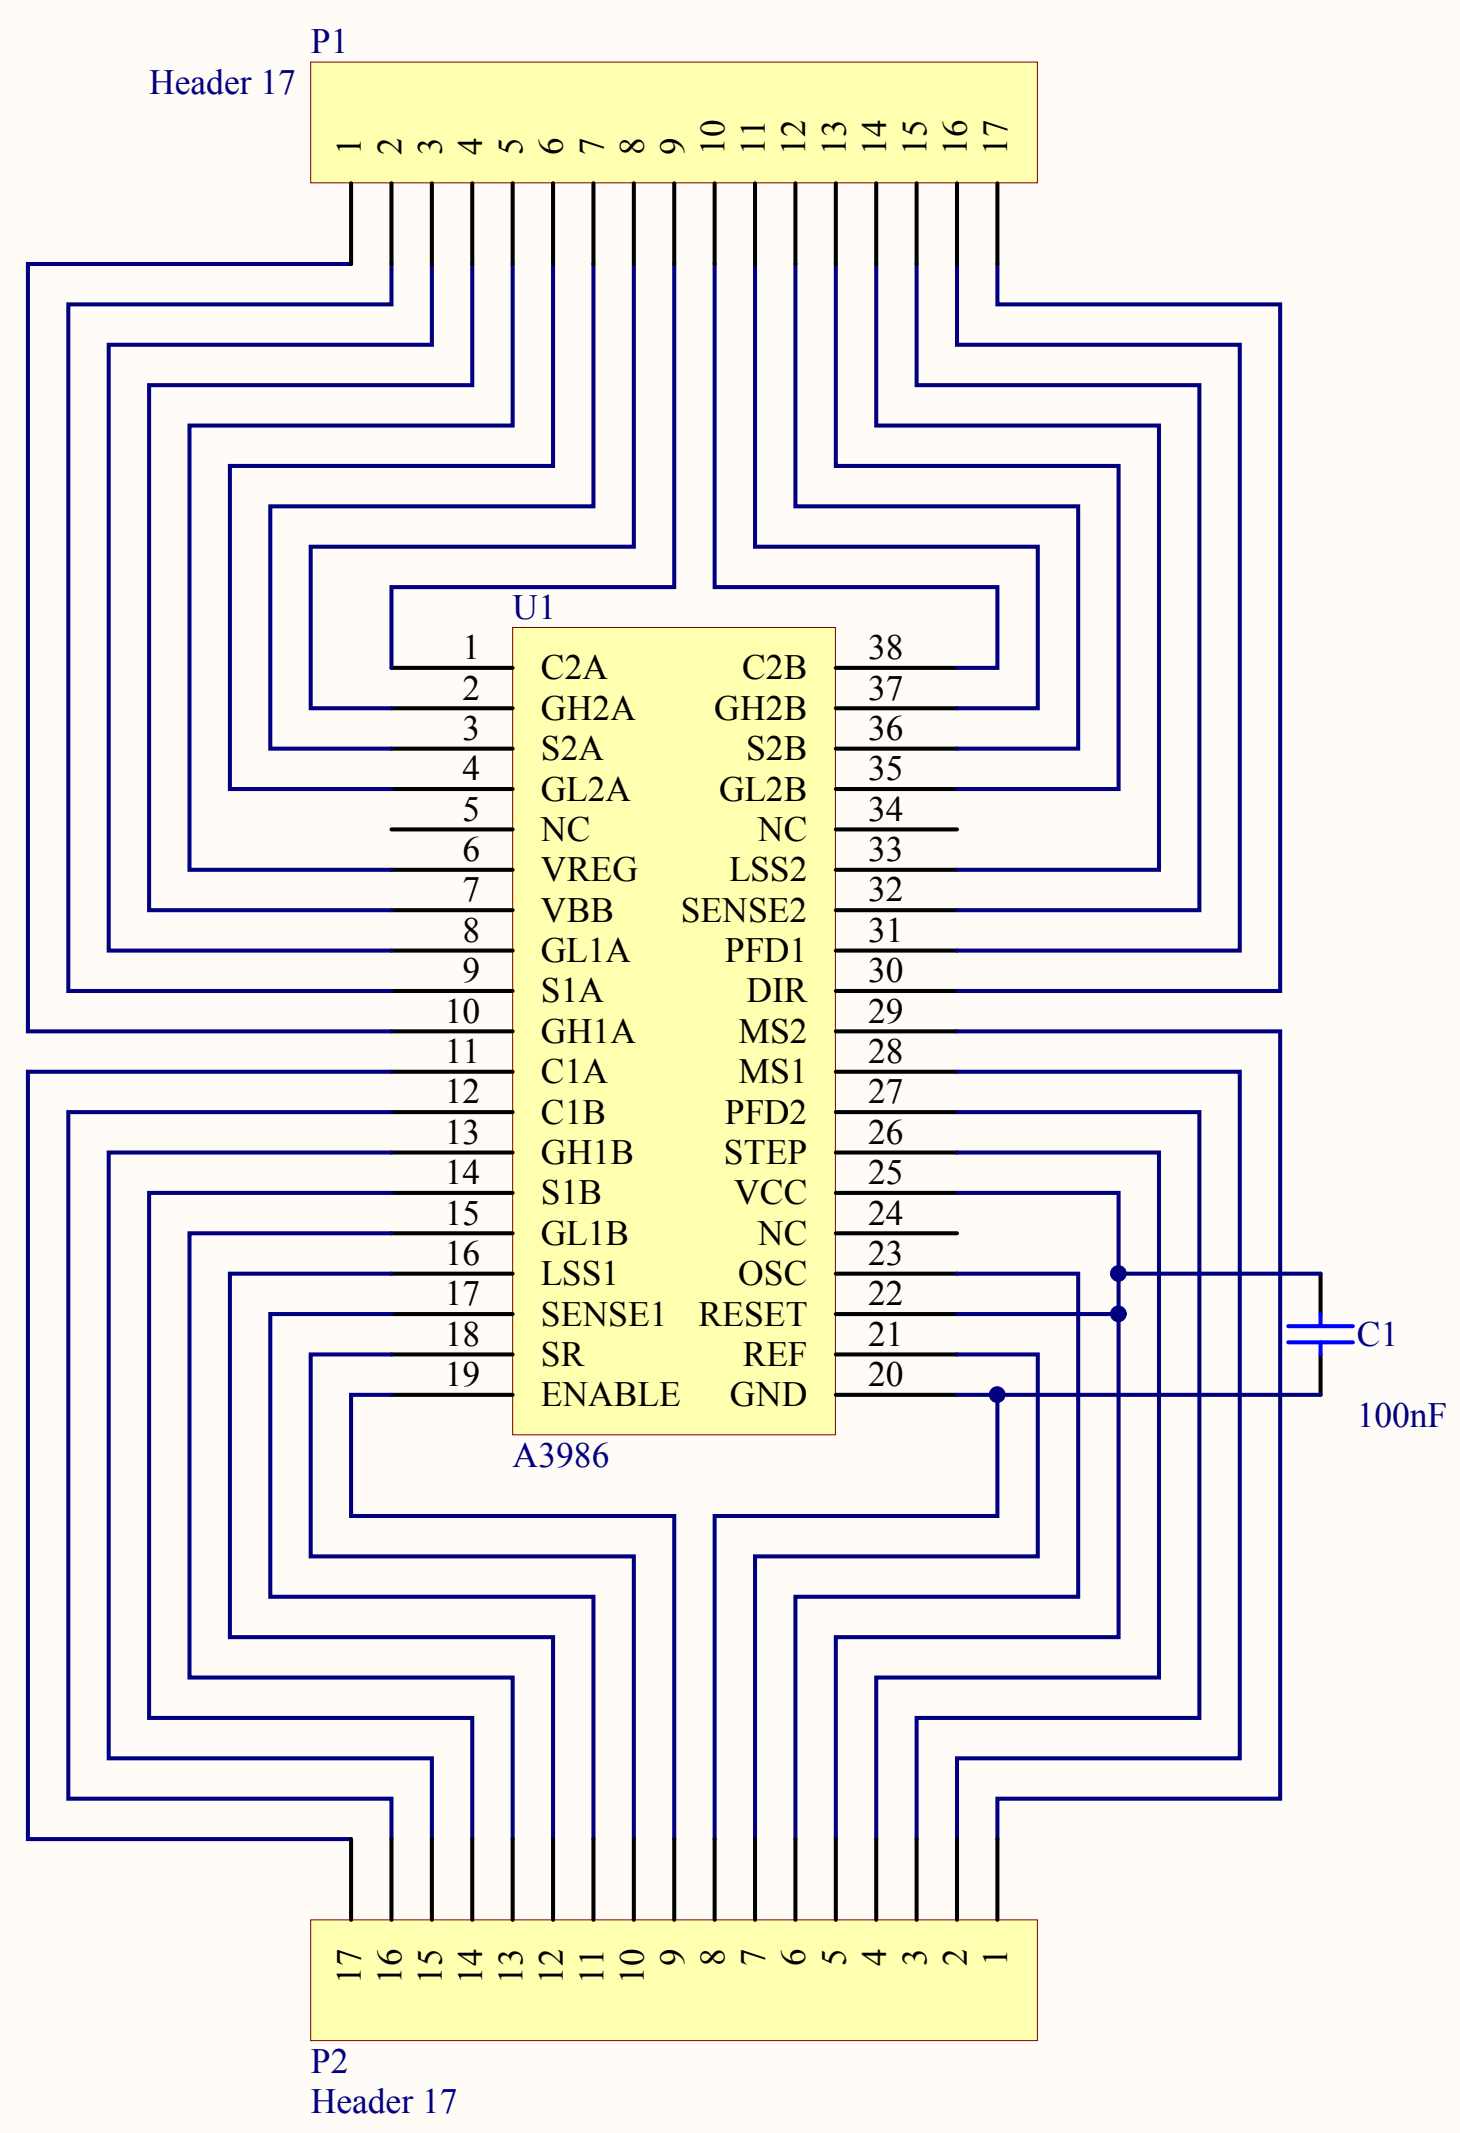 P1
Header 17
1 2 3 4 5 6 7 8 9 10 11 12 13 14 15 16 17
U1
1 C2A C2B 38
2 GH2A GH2B 37
3 S2A S2B 36
4 GL2A GL2B 35
5 NC NC 34
6 VREG LSS2 33
7 VBB SENSE2 32
8 GL1A PFD1 31
9 S1A DIR 30
10 GH1A MS2 29
11 C1A MS1 28
12 C1B PFD2 27
13 GH1B STEP 26
14 S1B VCC 25
15 GL1B NC 24
16 LSS1 OSC 23
17 SENSE1 RESET 22
18 SR REF 21
19 ENABLE GND 20
C1
100nF
A3986
17 16 15 14 13 12 11 10 9 8 7 6 5 4 3 2 1
P2
Header 17